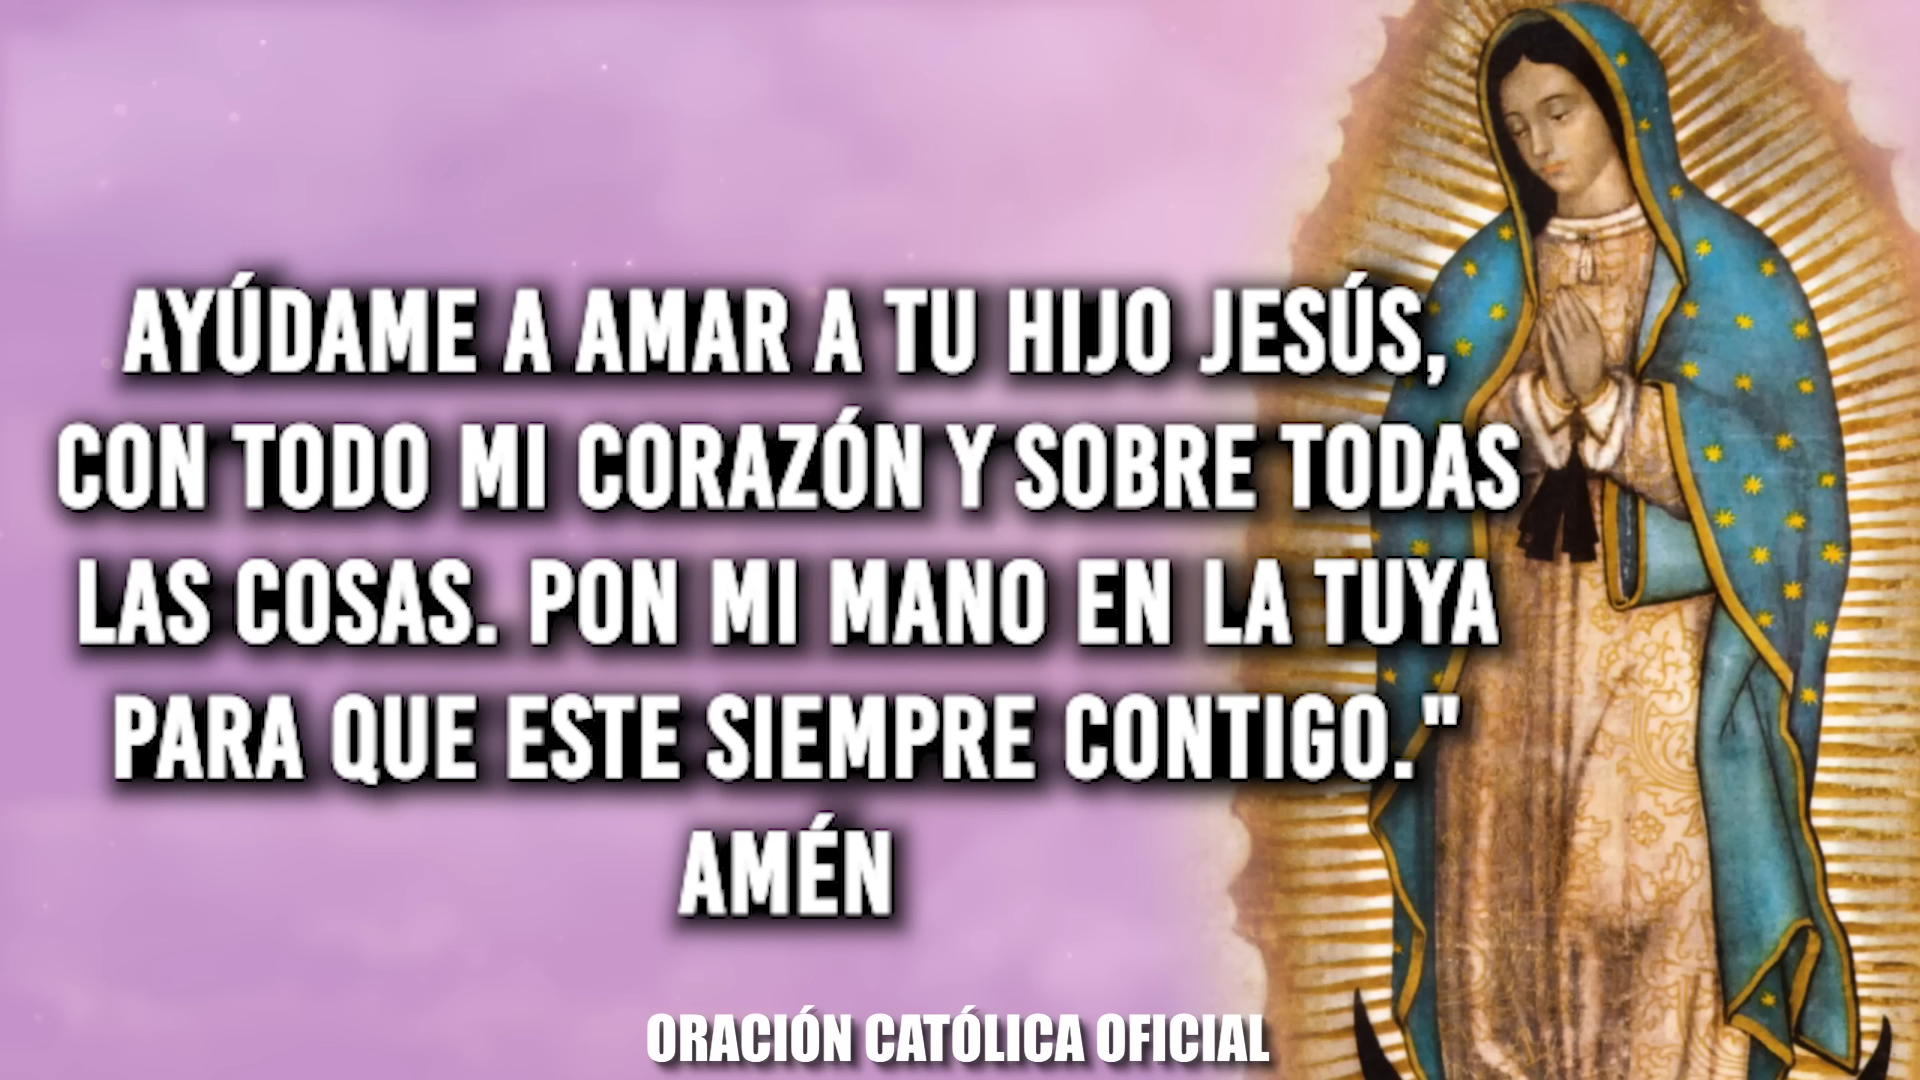 AYÚDAME A AMAR A TU HIJO JESÚS,
CON TODO MI CORAZÓN Y SOBRE TODAS
LAS COSAS. PON MI MANO EN LA TUYA
PARA QUE ESTE SIEMPRE CONTIGO."
AMÉN
ORACIÓN CATÓLICA OFICIAL